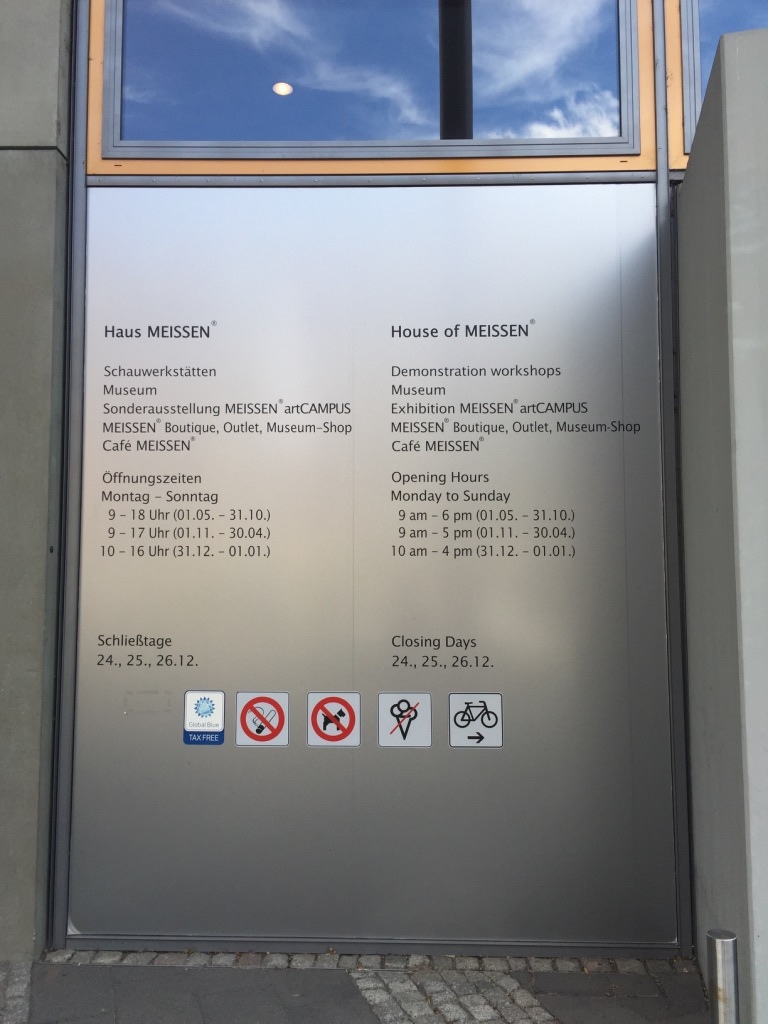 Haus MEISSEN®
Schauwerkstätten
Museum
Sonderausstellung MEISSEN® artCAMPUS
MEISSEN® Boutique, Outlet, Museum-Shop
Café MEISSEN®
Öffnungszeiten
Montag - Sonntag
9 - 18 Uhr (01.05. - 31.10.)
9 - 17 Uhr (01.11. - 30.04.)
10 - 16 Uhr (31.12. - 01.01.)
Schließtage
24., 25., 26.12.
House of MEISSEN®
Demonstration workshops
Museum
Exhibition MEISSEN® artCAMPUS
MEISSEN® Boutique, Outlet, Museum-Shop
Café MEISSEN®
Opening Hours
Monday to Sunday
9 am - 6 pm (01.05. - 31.10.)
9 am - 5 pm (01.11. - 30.04.)
10 am - 4 pm (31.12. - 01.01.)
Closing Days
24., 25., 26.12.
Global Blue
TAX FREE